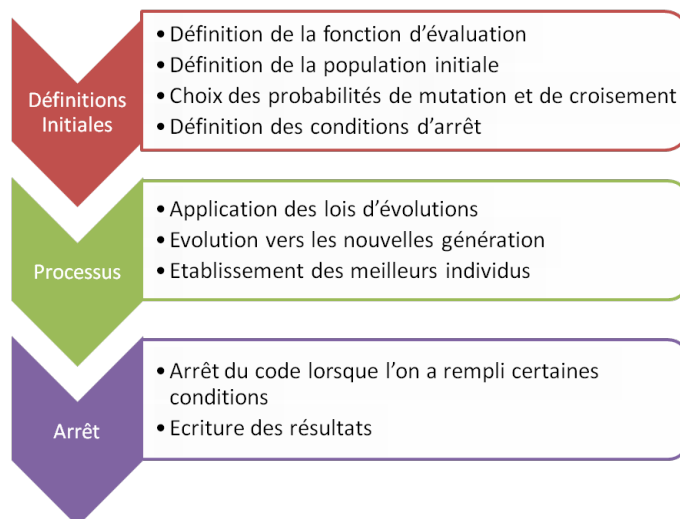 Définitions
Initiales
• Définition de la fonction d'évaluation
• Définition de la population initiale
• Choix des probabilités de mutation et de croisement
• Définition des conditions d'arrêt
Processus
• Application des lois d'évolutions
• Evolution vers les nouvelles génération
• Etablissement des meilleurs individus
Arrêt
• Arrêt du code lorsque l'on a rempli certaines
conditions
• Ecriture des résultats